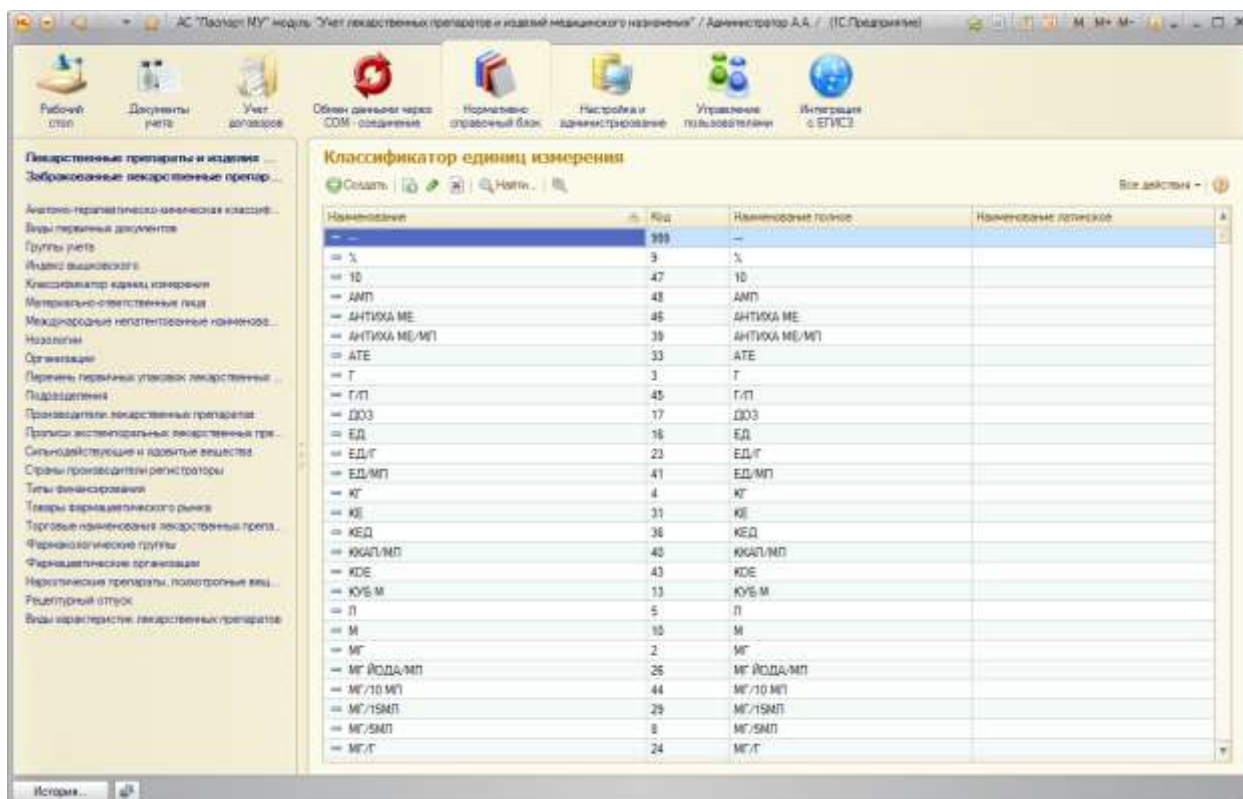 АС "Паспорт МУ" модуль "Учет лекарственных препаратов и изделий медицинского назначения" / Администратор А.А. / (1С:Предприятие)
M M+ M-
Рабочий стол
Документы учета
Учет договоров
Обмен данными через COM - соединение
Нормативно справочный блок
Настройка и администрирование
Управление пользователями
Интеграция с ЕГИСЗ
Лекарственные препараты и изделия ...
Забракованные лекарственные препар...
Анатомо-терапевтическо-химическая классиф...
Виды первичных документов
Группы учета
Индекс вышковского
Классификатор единиц измерения
Материально-ответственные лица
Международные непатентованные наименова...
Нозологии
Организации
Перечень первичных упаковок лекарственных ...
Подразделения
Производители лекарственных препаратов
Прописи экстемпоральных лекарственных пре...
Сильнодействующие и ядовитые вещества
Страны производители регистраторы
Типы финансирования
Товары фармацевтического рынка
Торговые наименования лекарственных препа...
Фармакологические группы
Фармацевтические организации
Наркотические препараты, психотропные вещ...
Рецептурный отпуск
Виды характеристик лекарственных препаратов
Классификатор единиц измерения
Создать Найти... Все действия
Наименование Код Наименование полное Наименование латинское
-- 999 --
% 9 %
10 47 10
АМП 48 АМП
АНТИХА МЕ 46 АНТИХА МЕ
АНТИХА МЕ/МЛ 39 АНТИХА МЕ/МЛ
АТЕ 33 АТЕ
Г 3 Г
Г/Л 45 Г/Л
ДОЗ 17 ДОЗ
ЕД 16 ЕД
ЕД/Г 23 ЕД/Г
ЕД/МЛ 41 ЕД/МЛ
КГ 4 КГ
КЕ 31 КЕ
КЕД 36 КЕД
ККАЛ/МЛ 40 ККАЛ/МЛ
КОЕ 43 КОЕ
КУБ М 13 КУБ М
Л 5 Л
М 10 М
МГ 2 МГ
МГ ЙОДА/МЛ 26 МГ ЙОДА/МЛ
МГ/10 МЛ 44 МГ/10 МЛ
МГ/15МЛ 29 МГ/15МЛ
МГ/5МЛ 8 МГ/5МЛ
МГ/Г 24 МГ/Г
История...